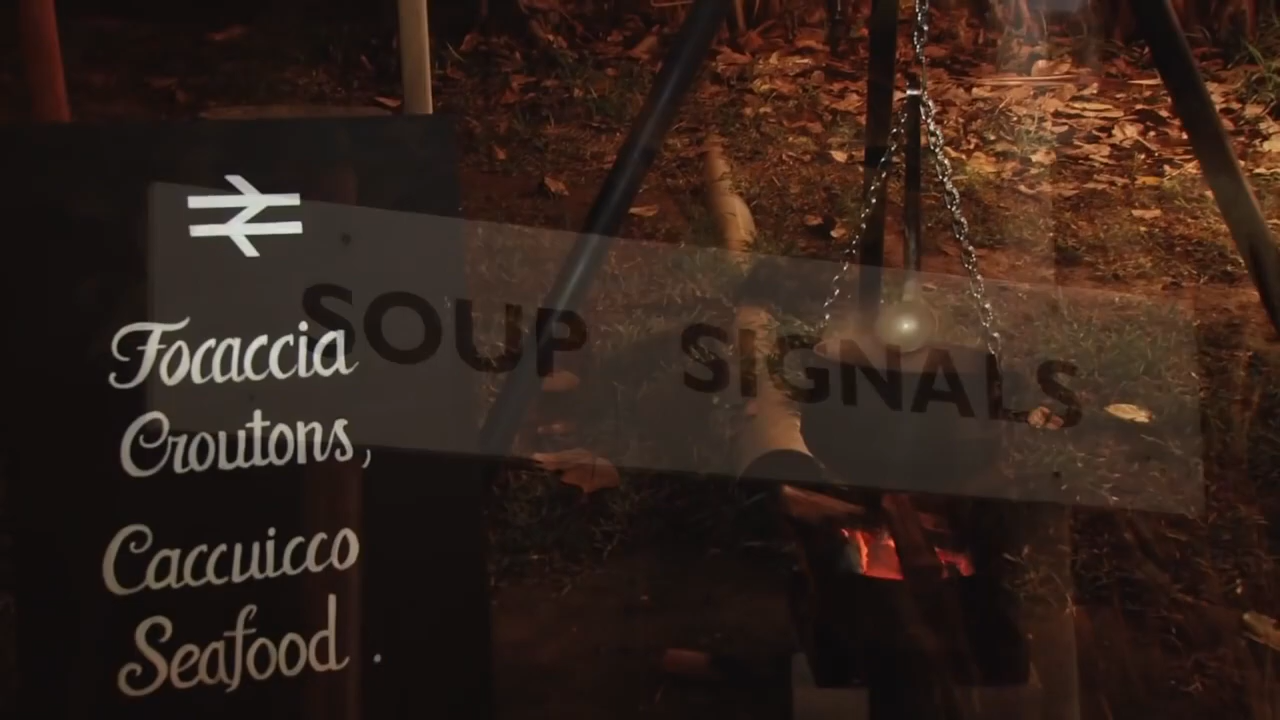 SOUP SIGNALS
Focaccia
Croutons,
Caccuicco
Seafood .